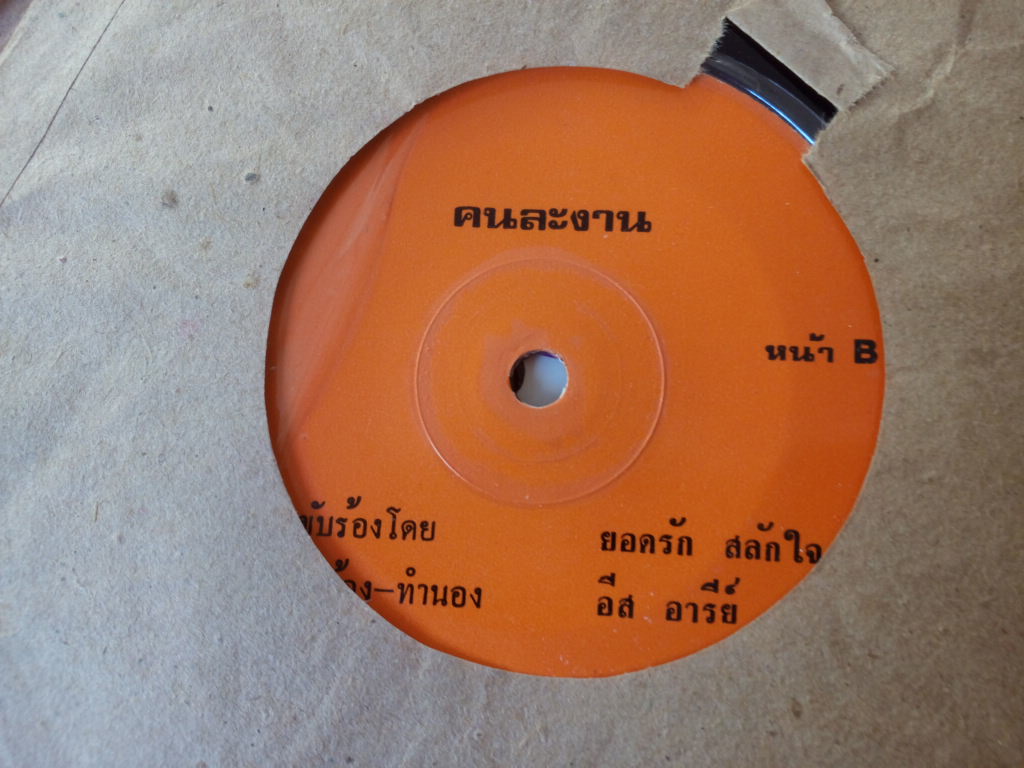 คนละงาน
หน้า B
ขับร้องโดย ยอดรัก สลักใจ
–ทำนอง อีส อารีย์